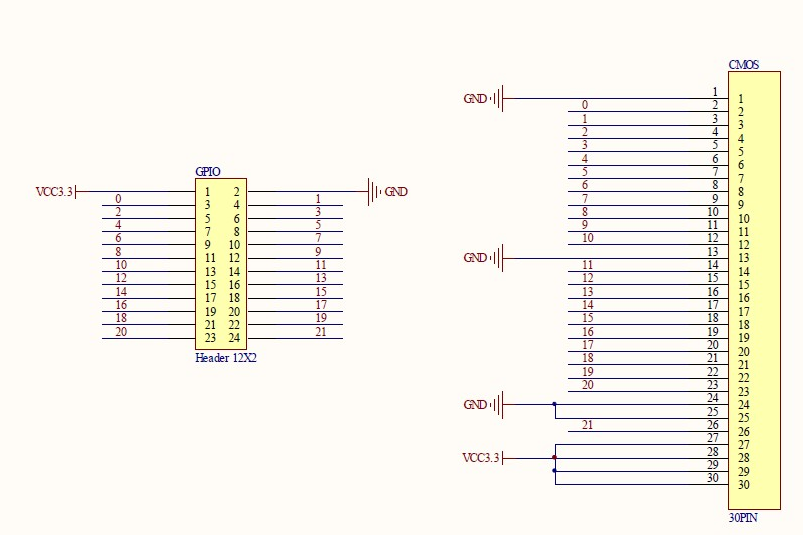 GPIO
VCC3.3 1 2 GND
0 3 4 1
2 5 6 3
4 7 8 5
6 9 10 7
8 11 12 9
10 13 14 11
12 15 16 13
14 17 18 15
16 19 20 17
18 21 22 19
20 23 24 21
Header 12X2
CMOS
GND 1 1
0 2 2
1 3 3
2 4 4
3 5 5
4 6 6
5 7 7
6 8 8
7 9 9
8 10 10
9 11 11
10 12 12
GND 13 13
11 14 14
12 15 15
13 16 16
14 17 17
15 18 18
16 19 19
17 20 20
18 21 21
19 22 22
20 23 23
GND 24 24
25 25
21 26 26
27 27
VCC3.3 28 28
29 29
30 30
30PIN